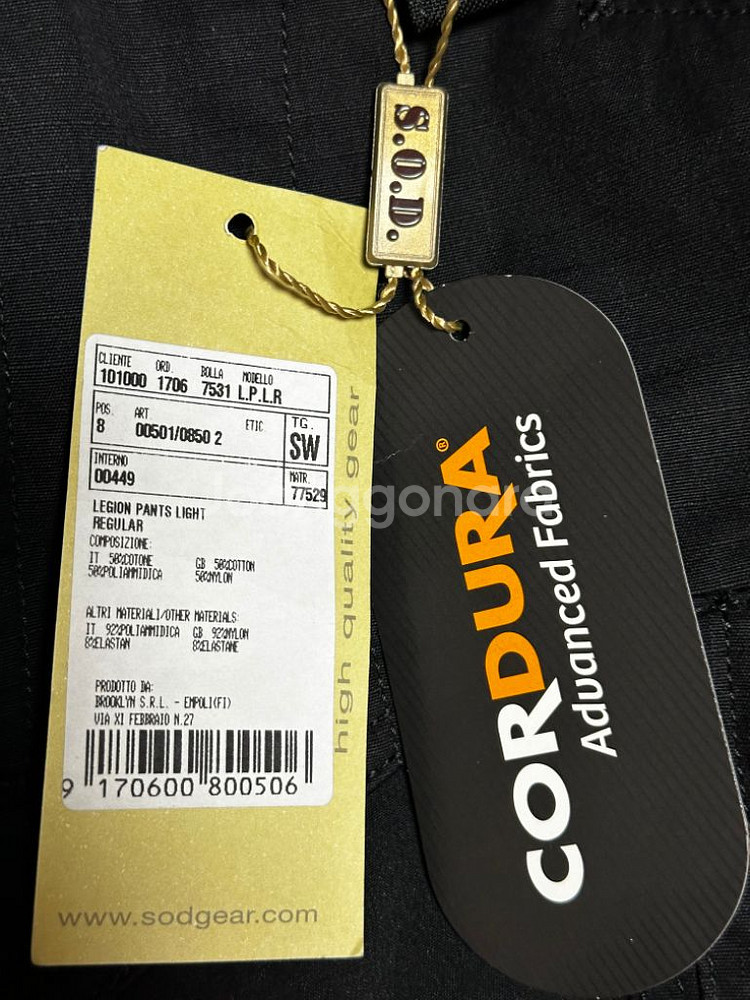 S.O.D.
CLIENTE ORD. BOLLA MODELLO
101000 1706 7531 L.P.L.R
POS. ART ETIC TG.
8 00501/0850 2 SW
INTERNO MATR.
00449 77529
LEGION PANTS LIGHT
REGULAR
COMPOSIZIONE:
IT 50%COTONE GB 50%COTTON
50%POLIAMMIDICA 50%NYLON
ALTRI MATERIALI/OTHER MATERIALS:
IT 92%POLIAMMIDICA GB 92%NYLON
8%ELASTAN 8%ELASTANE
PRODOTTO DA:
BROOKLYN S.R.L. - EMPOLI(FI)
VIA XI FEBBRAIO N.27
9 170600 800506
high quality gear
www.sodgear.com
CORDURA®
Advanced Fabrics